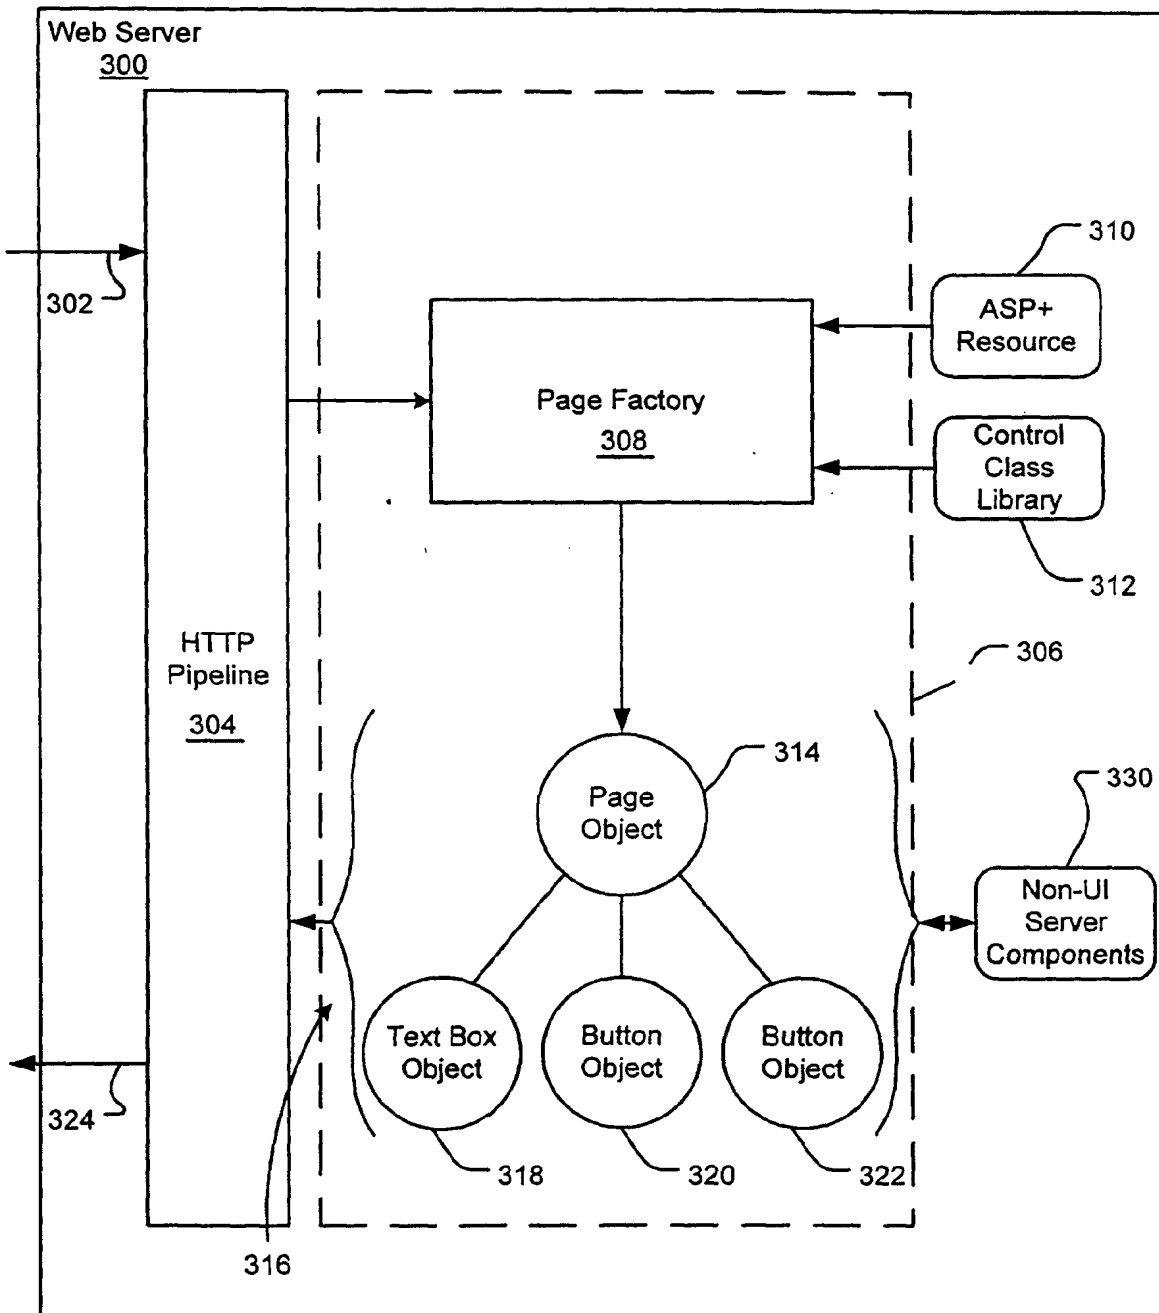 Web Server
300
302
310
ASP+
Resource
Page Factory
308
Control
Class
Library
312
HTTP
Pipeline
304
306
314
Page
Object
330
Non-UI
Server
Components
Text Box
Object
Button
Object
Button
Object
324
318
320
322
316